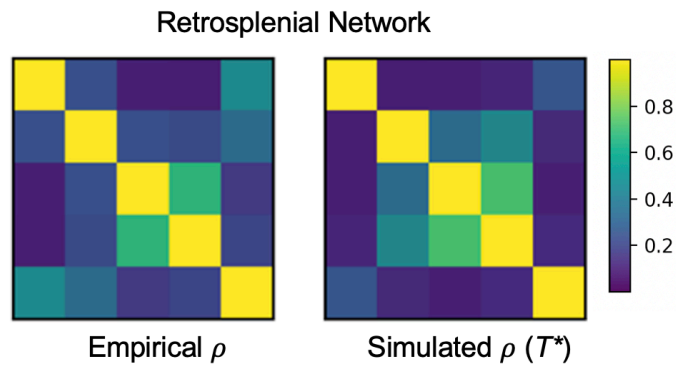 Retrosplenial Network
0.8
0.6
0.4
0.2
Empirical ρ
Simulated ρ (T*)